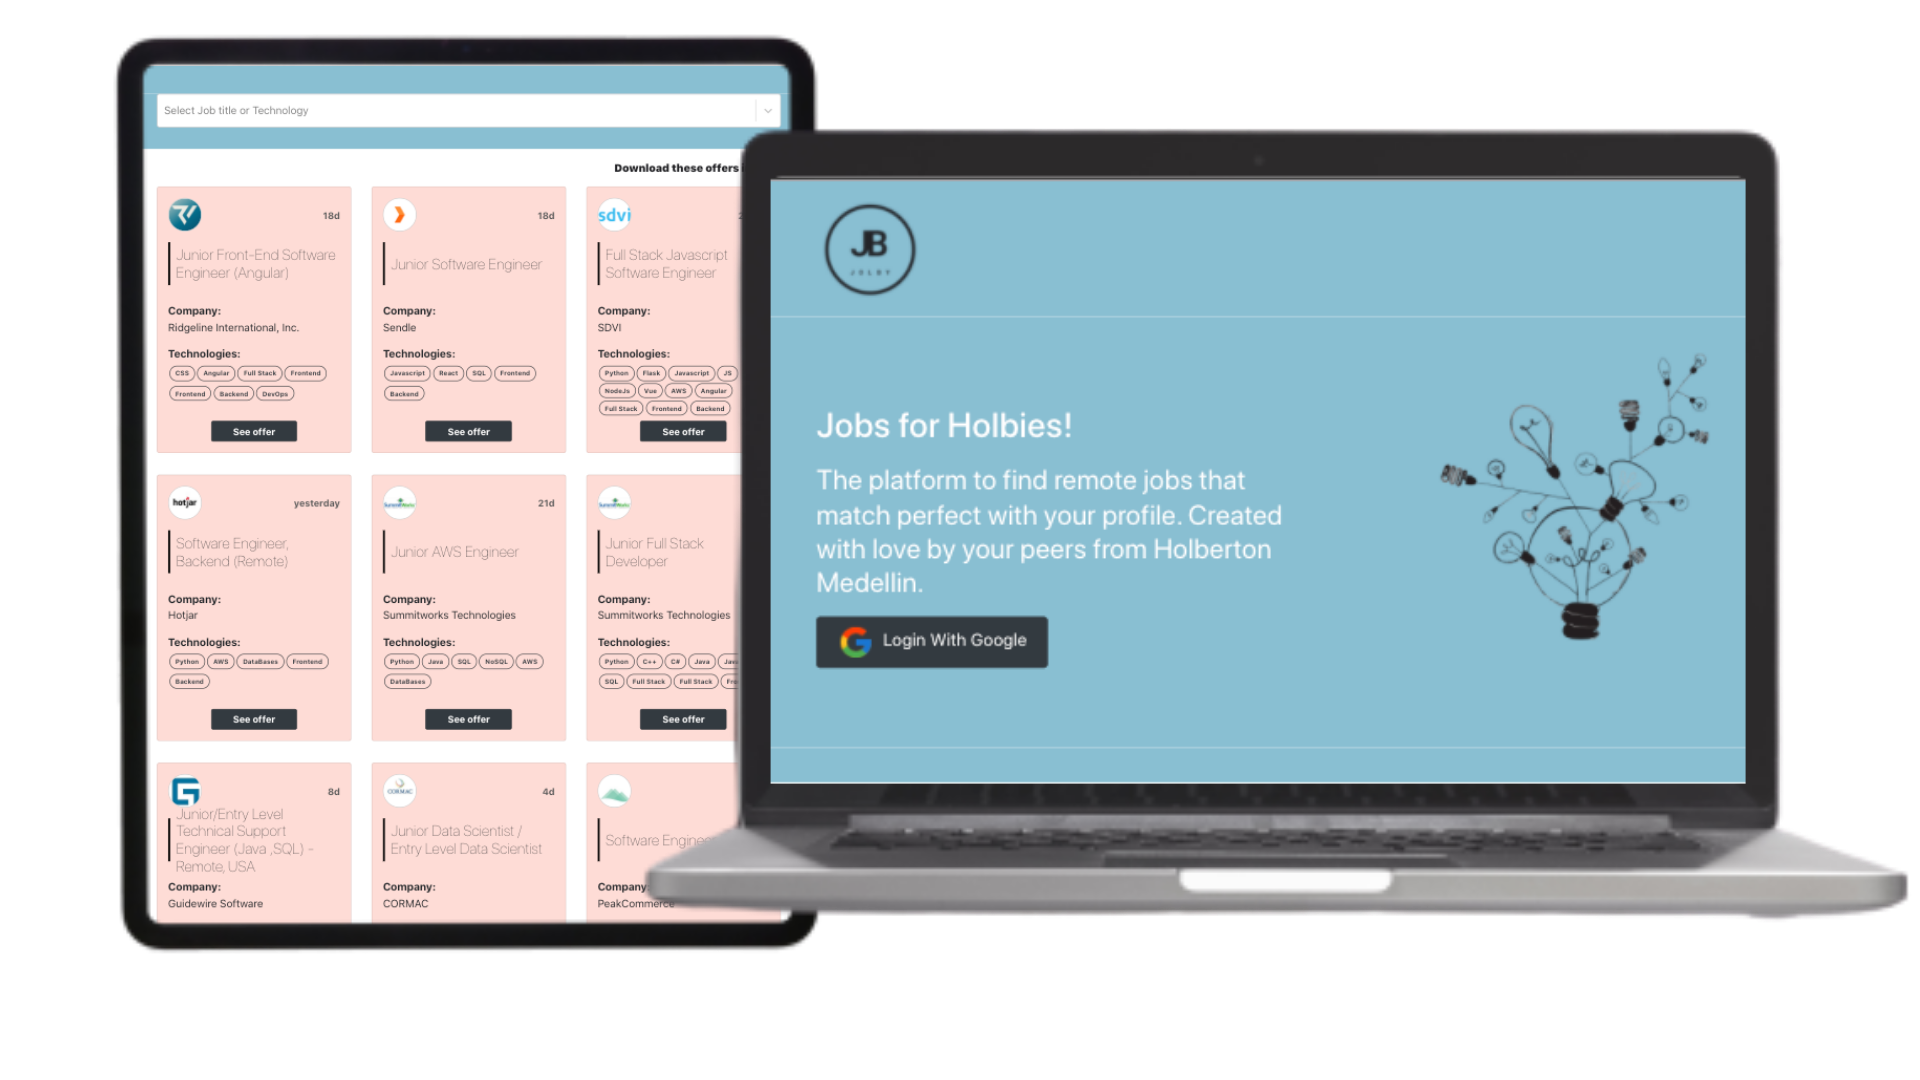 Select Job title or Technology
Download these offers
18d
Junior Front-End Software
Engineer (Angular)
Company:
Ridgeline International, Inc.
Technologies:
CSS Angular Full Stack Frontend
Frontend Backend DevOps
See offer
18d
Junior Software Engineer
Company:
Sendle
Technologies:
Javascript React SQL Frontend
Backend
See offer
sdvi
Full Stack Javascript
Software Engineer
Company:
SDVI
Technologies:
Python Flask Javascript JS
NodeJs Vue AWS Angular
Full Stack Frontend Backend
See offer
hotjar
yesterday
Software Engineer,
Backend (Remote)
Company:
Hotjar
Technologies:
Python AWS DataBases Frontend
Backend
See offer
21d
Junior AWS Engineer
Company:
Summitworks Technologies
Technologies:
Python Java SQL NoSQL AWS
DataBases
See offer
Junior Full Stack
Developer
Company:
Summitworks Technologies
Technologies:
Python C++ C# Java
SQL Full Stack Full Stack
See offer
8d
Junior/Entry Level
Technical Support
Engineer (Java ,SQL) -
Remote, USA
Company:
Guidewire Software
CORMAC
4d
Junior Data Scientist /
Entry Level Data Scientist
Company:
CORMAC
Software
Company:
PeakCommerce
JB
JOLBY
Jobs for Holbies!
The platform to find remote jobs that
match perfect with your profile. Created
with love by your peers from Holberton
Medellin.
Login With Google